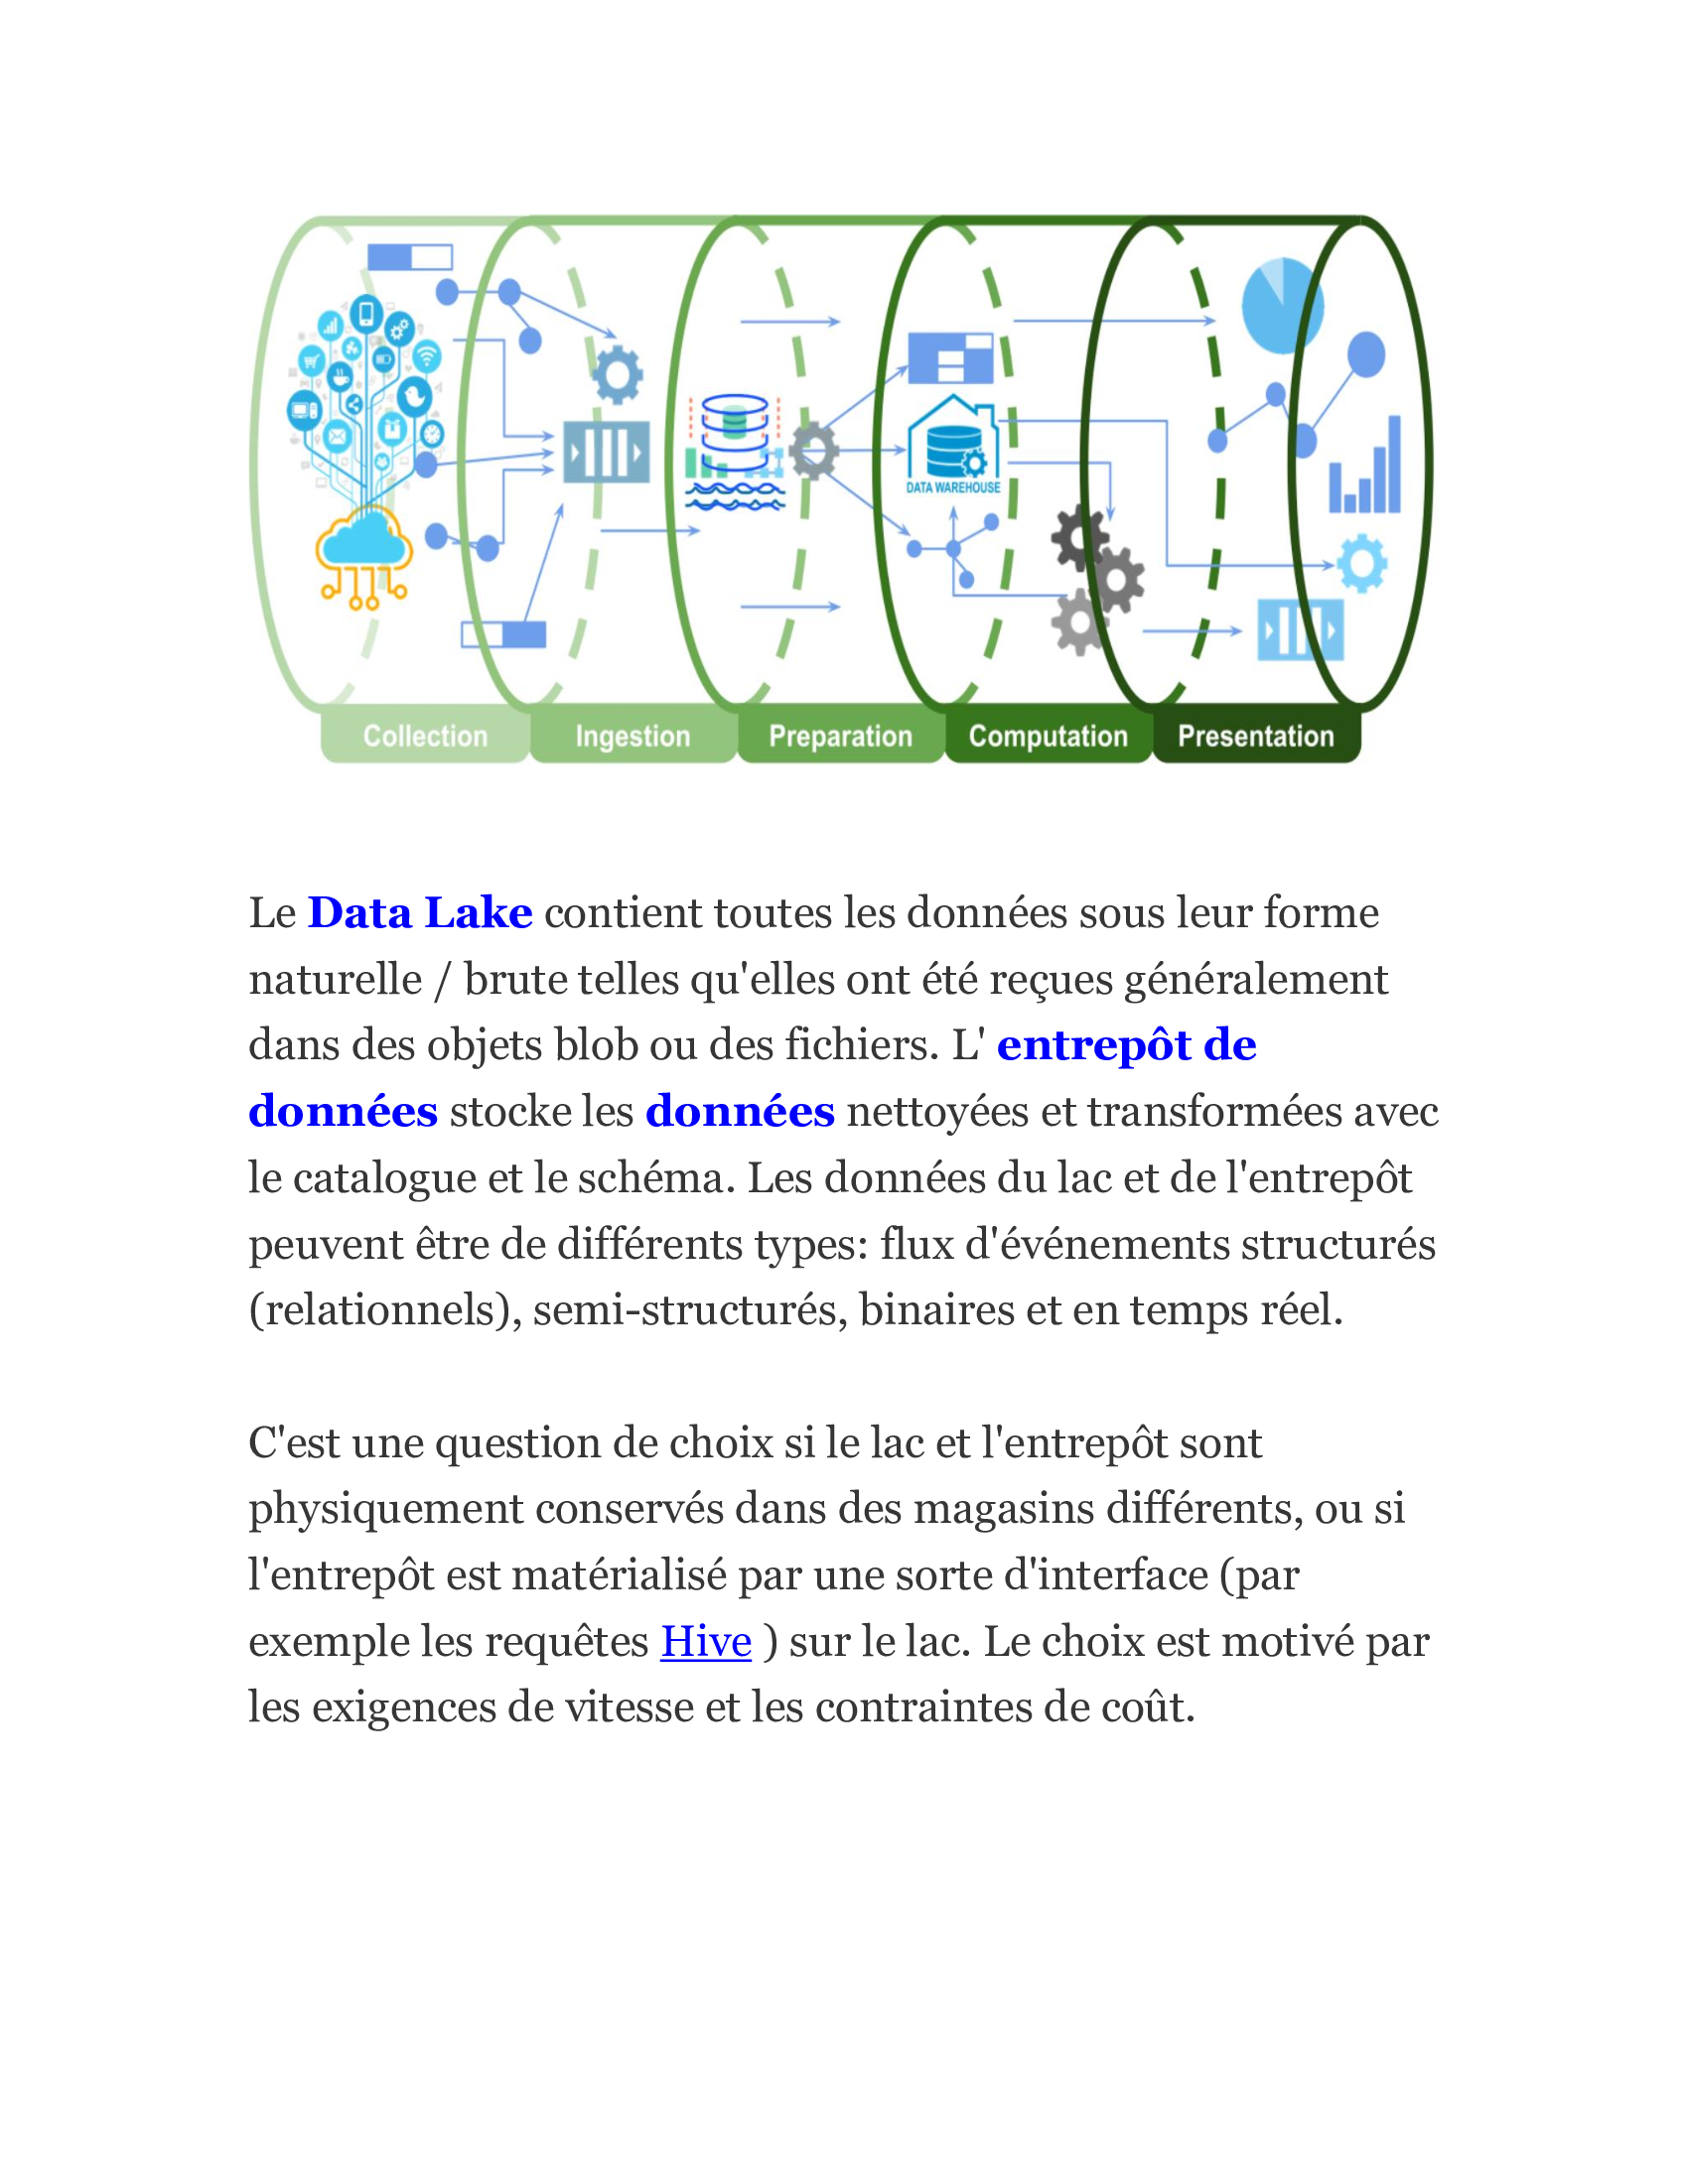 DATA WAREHOUSE
Collection
Ingestion
Preparation
Computation
Presentation
Le Data Lake contient toutes les données sous leur forme
naturelle / brute telles qu'elles ont été reçues généralement
dans des objets blob ou des fichiers. L' entrepôt de
données stocke les données nettoyées et transformées avec
le catalogue et le schéma. Les données du lac et de l'entrepôt
peuvent être de différents types: flux d'événements structurés
(relationnels), semi-structurés, binaires et en temps réel.
C'est une question de choix si le lac et l'entrepôt sont
physiquement conservés dans des magasins différents, ou si
l'entrepôt est matérialisé par une sorte d'interface (par
exemple les requêtes Hive ) sur le lac. Le choix est motivé par
les exigences de vitesse et les contraintes de coût.